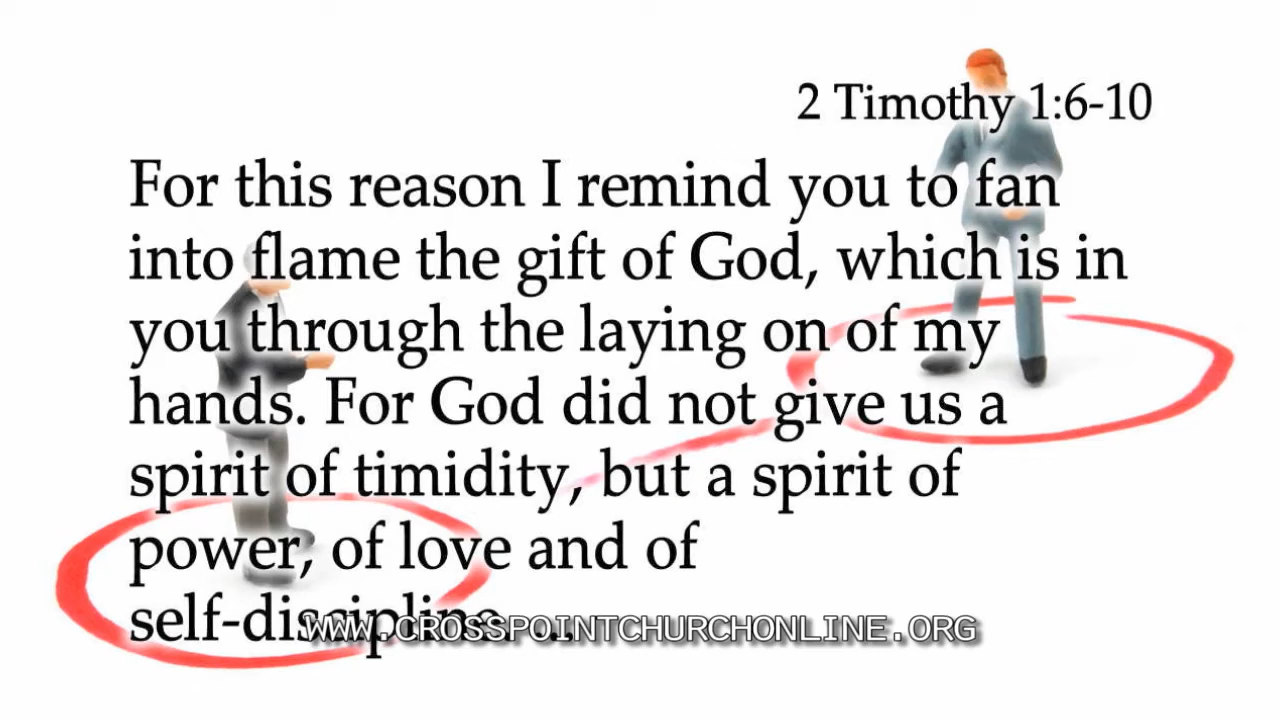 2 Timothy 1:6-10
For this reason I remind you to fan
into flame the gift of God, which is in
you through the laying on of my
hands. For God did not give us a
spirit of timidity, but a spirit of
power, of love and of
self-discipline. ...
WWW.CROSSPOINTCHURCHONLINE.ORG